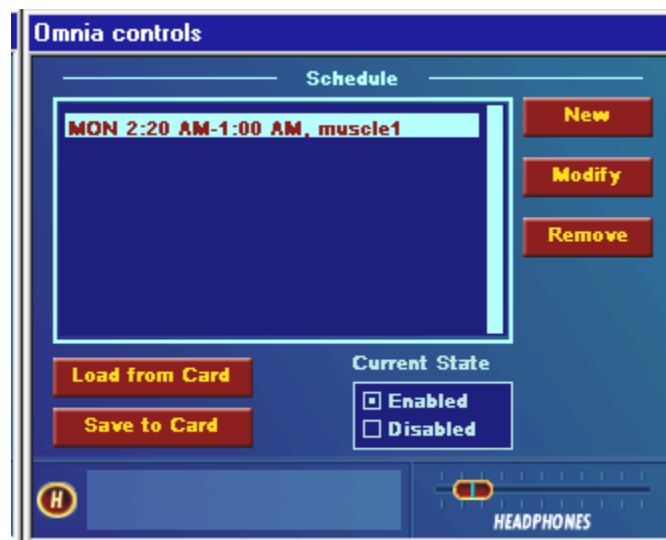 Omnia controls
Schedule
MON 2:20 AM-1:00 AM, muscle1
New
Modify
Remove
Load from Card
Save to Card
Current State
Enabled
Disabled
H
HEADPHONES